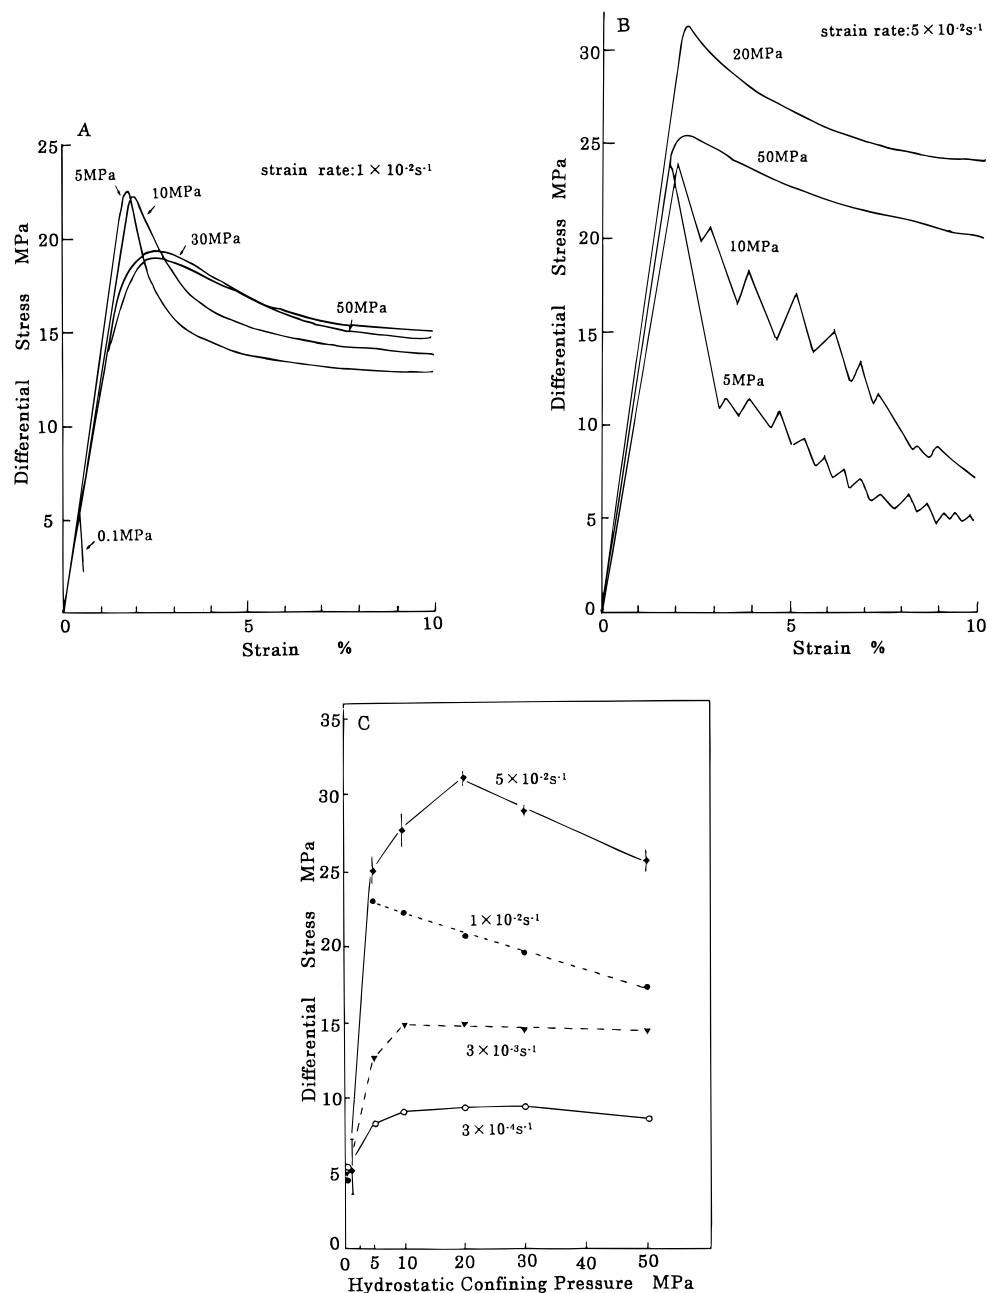 A
strain rate:1×10⁻²s⁻¹
25
20
15
10
5
0
5
10
Differential Stress MPa
Strain %
5MPa
10MPa
30MPa
50MPa
0.1MPa
B
strain rate:5×10⁻²s⁻¹
30
25
20
15
10
5
0
0
5
10
Differential Stress MPa
Strain %
20MPa
50MPa
10MPa
5MPa
C
35
30
25
20
15
10
5
0
0 5 10 20 30 40 50
Differential Stress MPa
Hydrostatic Confining Pressure MPa
5×10⁻²s⁻¹
1×10⁻²s⁻¹
3×10⁻³s⁻¹
3×10⁻⁴s⁻¹